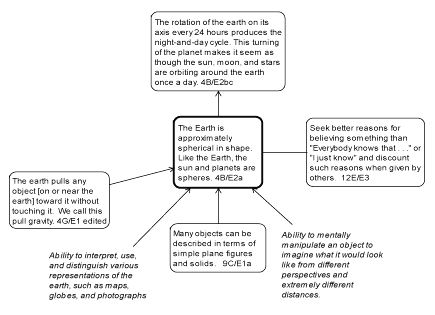 The rotation of the earth on its
axis every 24 hours produces the
night-and-day cycle. This turning
of the planet makes it seem as
though the sun, moon, and stars
are orbiting around the earth
once a day. 4B/E2bc
The Earth is
approximately
spherical in shape.
Like the Earth, the
sun and planets are
spheres. 4B/E2a
Seek better reasons for
believing something than
"Everybody knows that . . ." or
"I just know" and discount
such reasons when given by
others. 12E/E3
The earth pulls any
object [on or near the
earth] toward it without
touching it. We call this
pull gravity. 4G/E1 edited
Many objects can be
described in terms of
simple plane figures
and solids. 9C/E1a
Ability to interpret, use,
and distinguish various
representations of the
earth, such as maps,
globes, and photographs
Ability to mentally
manipulate an object to
imagine what it would look
like from different
perspectives and
extremely different
distances.